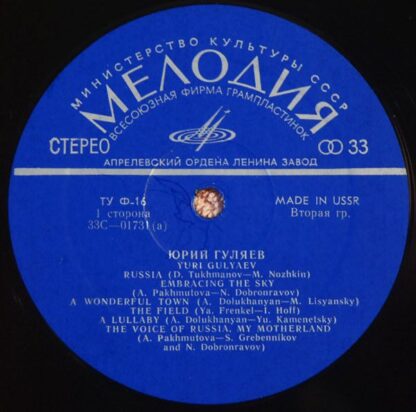 МИНИСТЕРСТВО КУЛЬТУРЫ СССР
МЕЛОДИЯ
ВСЕСОЮЗНАЯ ФИРМА ГРАМПЛАСТИНОК
СТЕРЕО
33
АПРЕЛЕВСКИЙ ОРДЕНА ЛЕНИНА ЗАВОД
ТУ Ф-16
MADE IN USSR
1 сторона
Вторая гр.
33С—01731(а)
ЮРИЙ ГУЛЯЕВ
YURI GULYAEV
RUSSIA (D. Tukhmanov—M. Nozhkin)
EMBRACING THE SKY
(A. Pakhmutova—N. Dobronravov)
A WONDERFUL TOWN (A. Dolukhanyan—M. Lisyansky)
THE FIELD (Ya. Frenkel—I. Hoff)
A LULLABY (A. Dolukhanyan—Yu. Kamenetsky)
THE VOICE OF RUSSIA, MY MOTHERLAND
(A. Pakhmutova—S. Grebennikov
and N. Dobronravov)